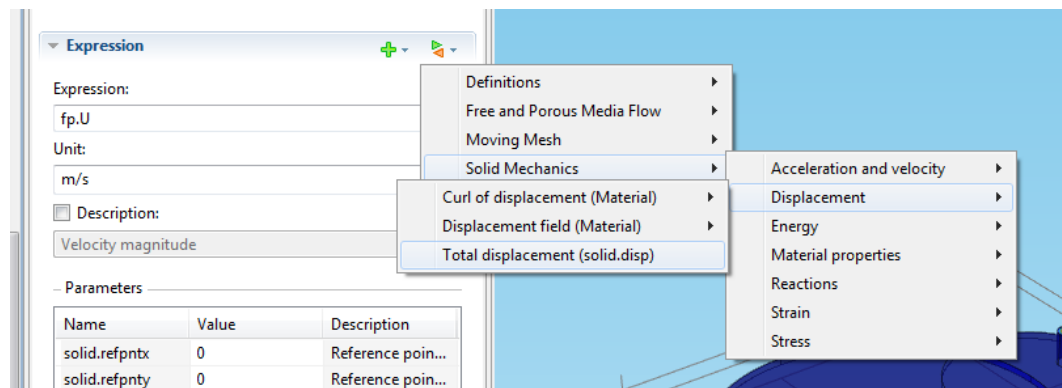 Expression
Expression:
fp.U
Unit:
m/s
Description:
Velocity magnitude
Parameters
Name Value Description
solid.refpntx 0 Reference poin...
solid.refpnty 0 Reference poin...
Definitions
Free and Porous Media Flow
Moving Mesh
Solid Mechanics
Acceleration and velocity
Displacement
Energy
Material properties
Reactions
Strain
Stress
Curl of displacement (Material)
Displacement field (Material)
Total displacement (solid.disp)